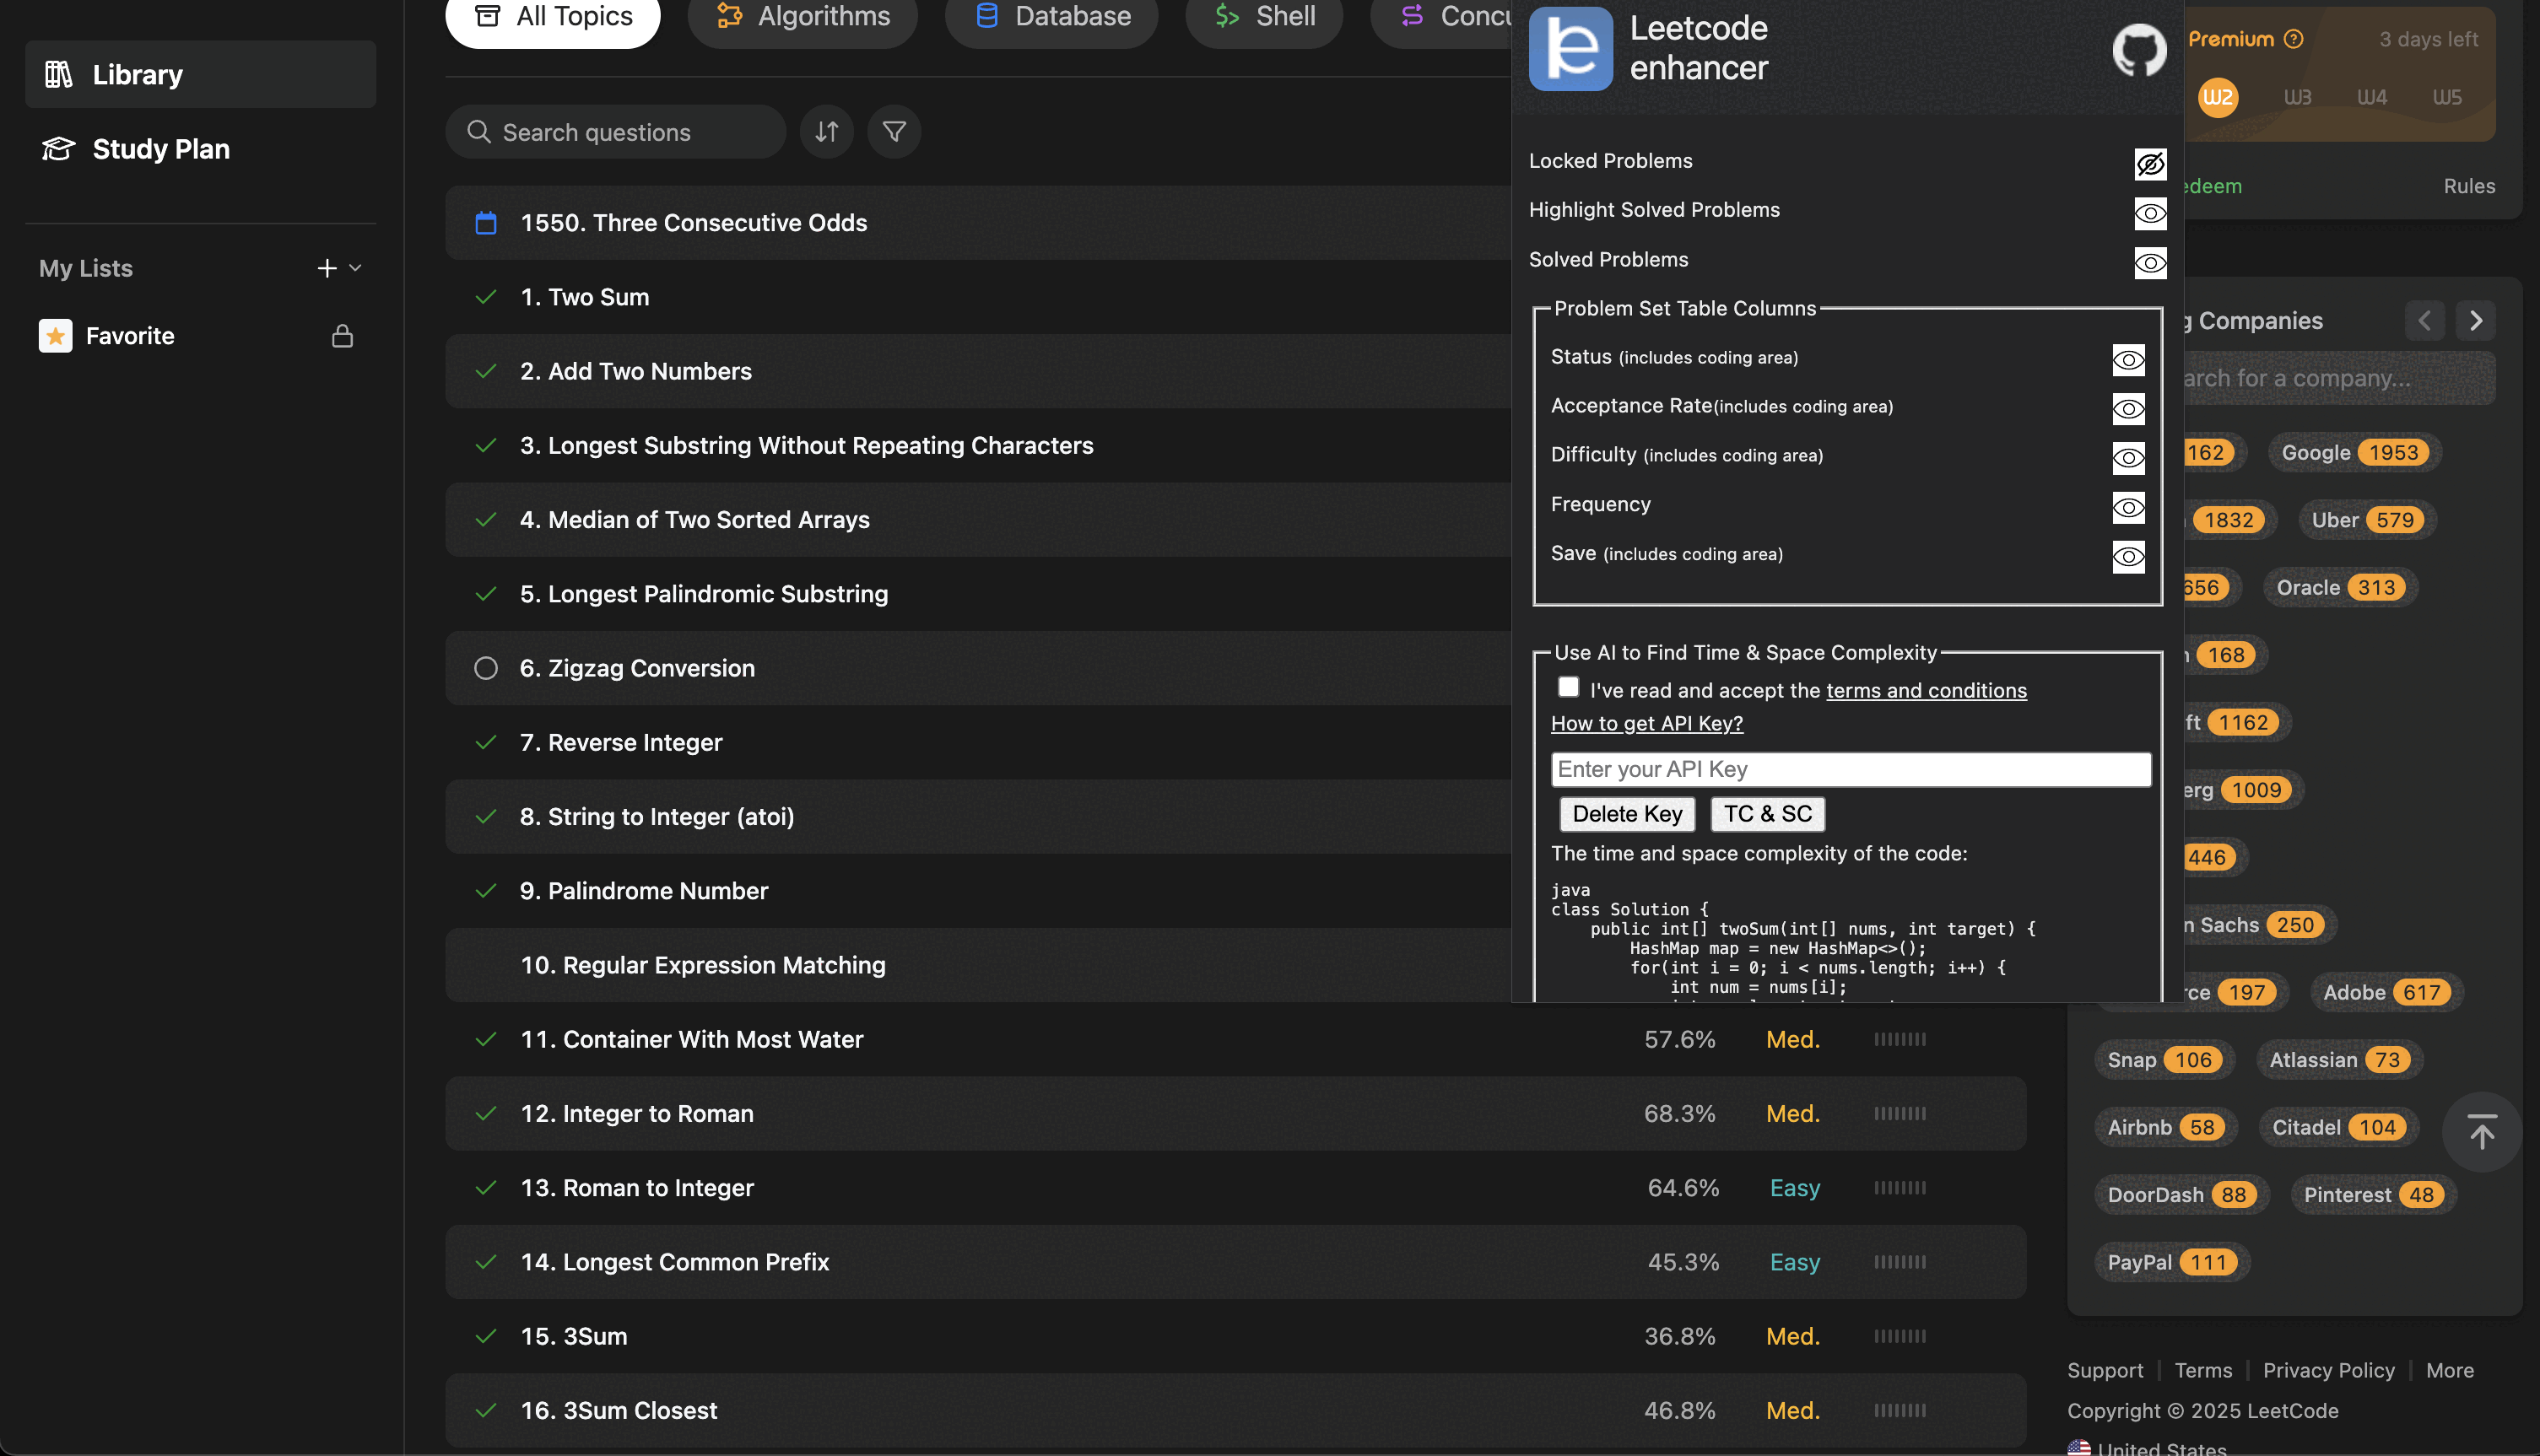 Library
Study Plan
My Lists
Favorite
All Topics
Algorithms
Database
Shell
Search questions
1550. Three Consecutive Odds
1. Two Sum
2. Add Two Numbers
3. Longest Substring Without Repeating Characters
4. Median of Two Sorted Arrays
5. Longest Palindromic Substring
6. Zigzag Conversion
7. Reverse Integer
8. String to Integer (atoi)
9. Palindrome Number
10. Regular Expression Matching
11. Container With Most Water 57.6% Med.
12. Integer to Roman 68.3% Med.
13. Roman to Integer 64.6% Easy
14. Longest Common Prefix 45.3% Easy
15. 3Sum 36.8% Med.
16. 3Sum Closest 46.8% Med.
Leetcode
enhancer
Locked Problems
Highlight Solved Problems
Solved Problems
Problem Set Table Columns
Status (includes coding area)
Acceptance Rate(includes coding area)
Difficulty (includes coding area)
Frequency
Save (includes coding area)
Use AI to Find Time & Space Complexity
I've read and accept the terms and conditions
How to get API Key?
Enter your API Key
Delete Key TC & SC
The time and space complexity of the code:
java
class Solution {
public int[] twoSum(int[] nums, int target) {
HashMap map = new HashMap<>();
for(int i = 0; i < nums.length; i++) {
int num = nums[i];
Premium 3 days left
W2 W3 W4 W5
Rules
Companies
for a company...
162 Google 1953
1832 Uber 579
Oracle 313
168
1162
1009
446
Sachs 250
197 Adobe 617
Snap 106 Atlassian 73
Airbnb 58 Citadel 104
DoorDash 88 Pinterest 48
PayPal 111
Support Terms Privacy Policy More
Copyright © 2025 LeetCode
United States